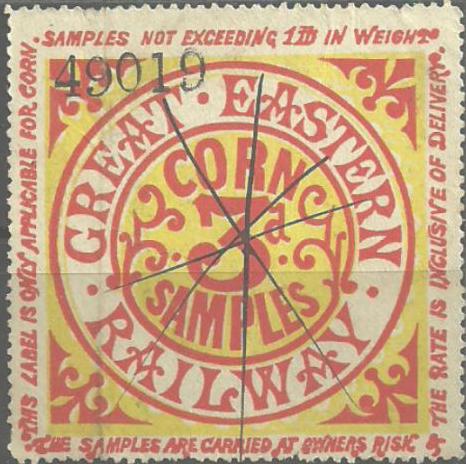 SAMPLES NOT EXCEEDING 1lb IN WEIGHT
49019
GREAT · EASTERN
· RAILWAY ·
CORN
3d
SAMPLES
THIS LABEL IS ONLY APPLICABLE FOR CORN.
THE SAMPLES ARE CARRIED AT OWNERS RISK &
THE RATE IS INCLUSIVE OF DELIVERY.